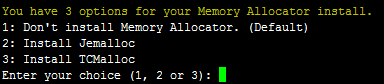 You have 3 options for your Memory Allocator install.
1: Don't install Memory Allocator. (Default)
2: Install Jemalloc
3: Install TCMalloc
Enter your choice (1, 2 or 3):